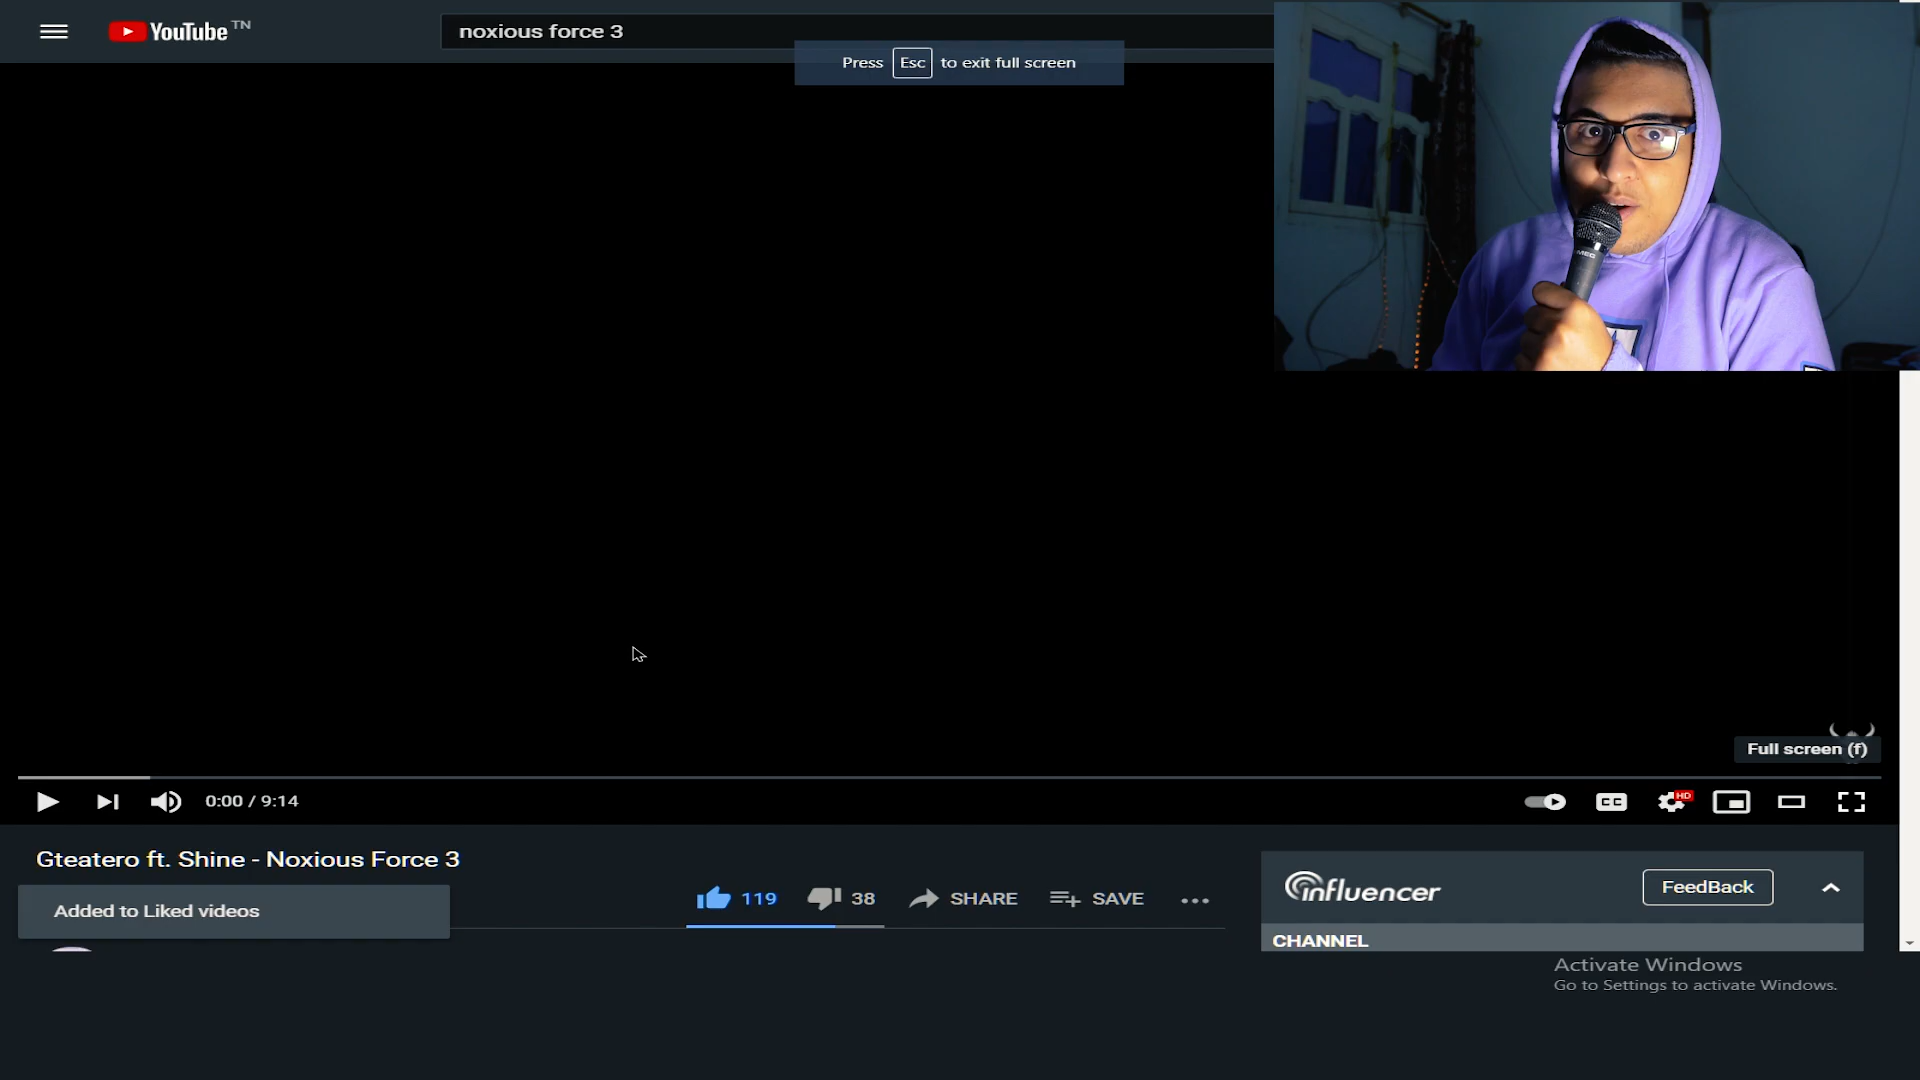 YouTube TN
noxious force 3
Press Esc to exit full screen
Full screen (f)
0:00 / 9:14
CC
HD
Gteatero ft. Shine - Noxious Force 3
119
38
SHARE
SAVE
Added to Liked videos
influencer
FeedBack
CHANNEL
Activate Windows
Go to Settings to activate Windows.